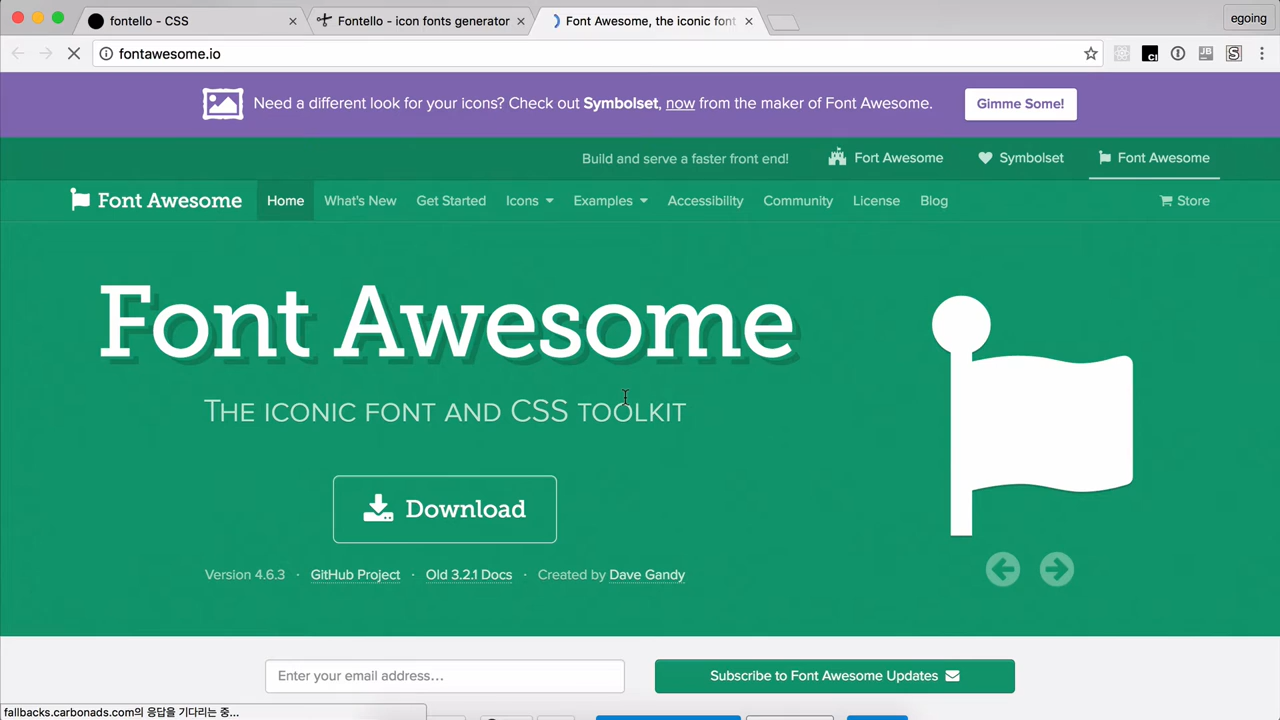 fontello - CSS
Fontello - icon fonts generator
Font Awesome, the iconic font
egoing
fontawesome.io
Need a different look for your icons? Check out Symbolset, now from the maker of Font Awesome.
Gimme Some!
Build and serve a faster front end!
Fort Awesome
Symbolset
Font Awesome
Font Awesome
Home
What's New
Get Started
Icons
Examples
Accessibility
Community
License
Blog
Store
Font Awesome
The iconic font and CSS toolkit
Download
Version 4.6.3 · GitHub Project · Old 3.2.1 Docs · Created by Dave Gandy
Enter your email address...
Subscribe to Font Awesome Updates
fallbacks.carbonads.com의 응답을 기다리는 중...